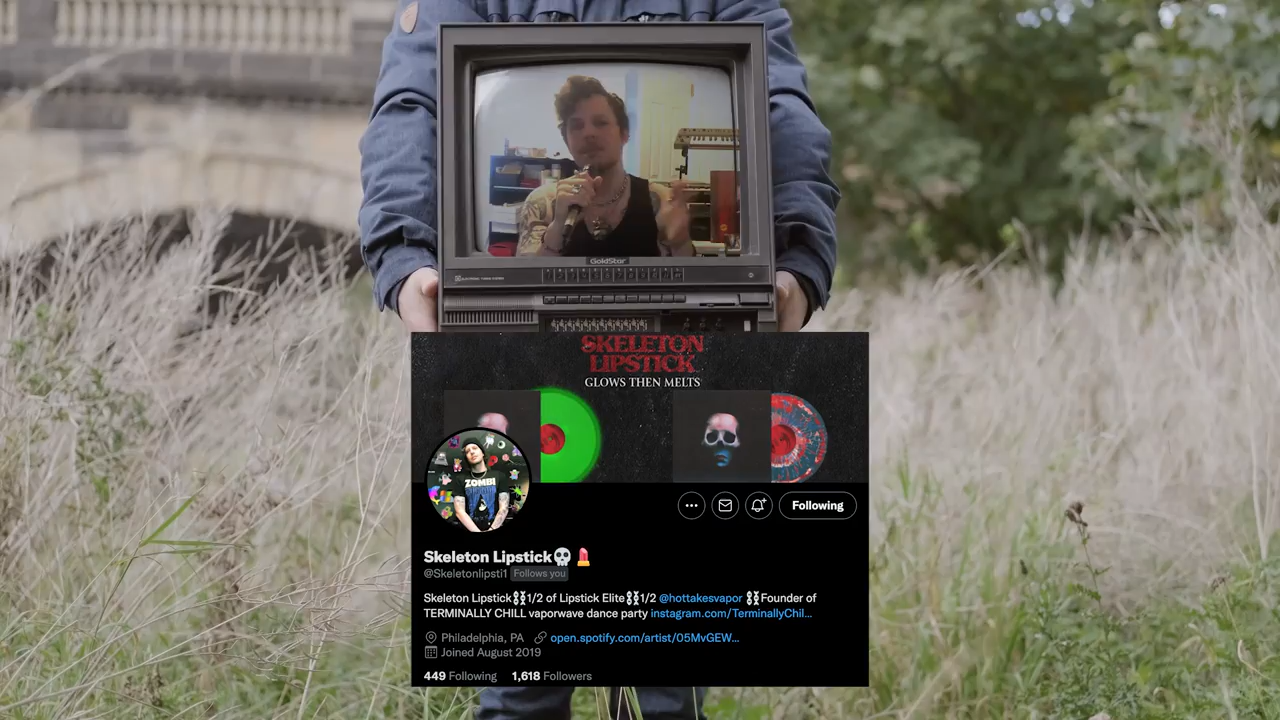 GoldStar
SKELETON
LIPSTICK
GLOWS THEN MELTS
ZOMBI
Following
Skeleton Lipstick💀💄
@Skeletonlipsti1 Follows you
Skeleton Lipstick⛓1/2 of Lipstick Elite⛓1/2 @hottakesvapor ⛓Founder of
TERMINALLY CHILL vaporwave dance party instagram.com/TerminallyChil…
Philadelphia, PA open.spotify.com/artist/05MvGEW…
Joined August 2019
449 Following 1,618 Followers